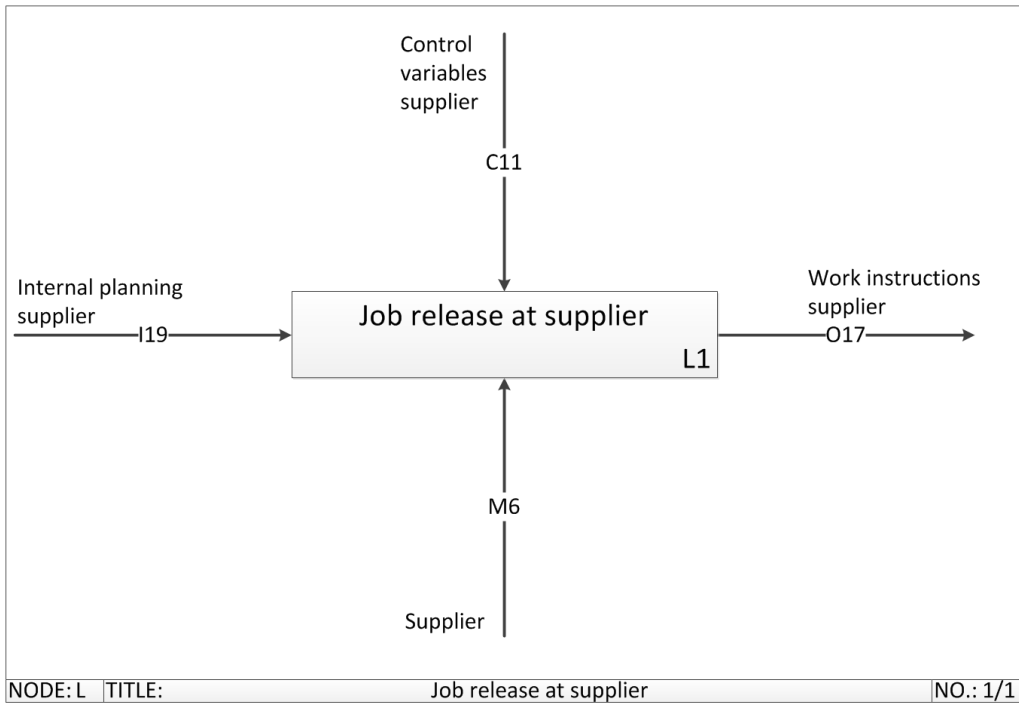 Control
variables
supplier
C11
Internal planning
supplier
I19
Job release at supplier
L1
Work instructions
supplier
O17
M6
Supplier
NODE: L TITLE: Job release at supplier NO.: 1/1